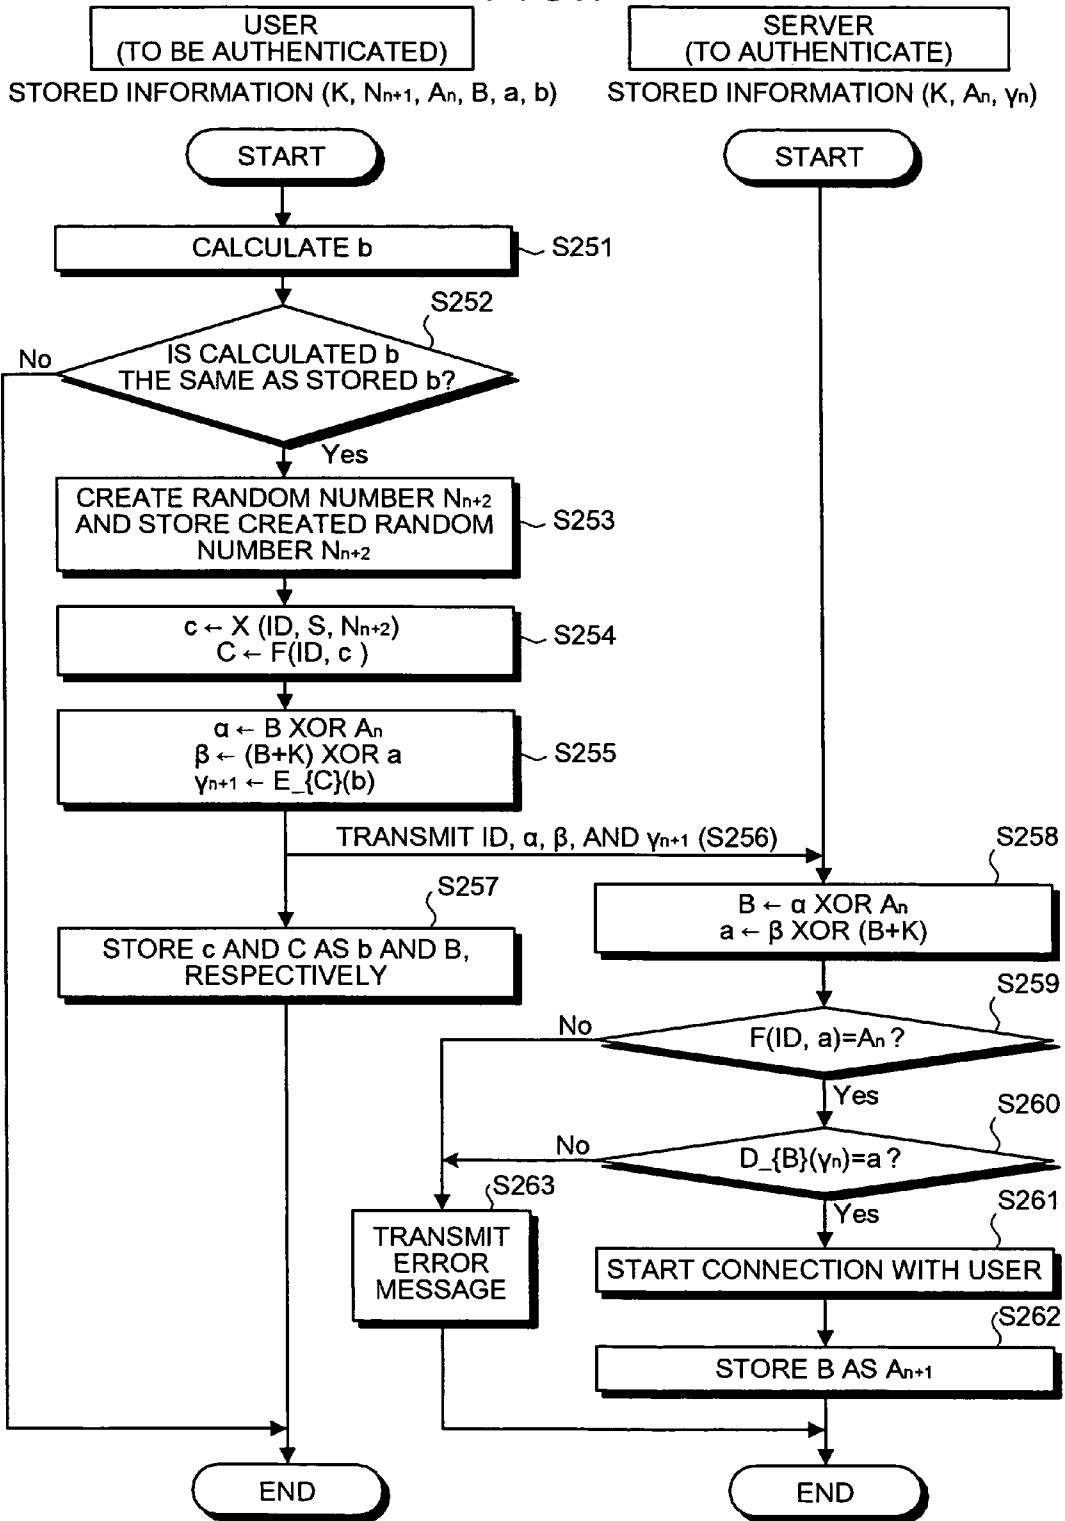 USER
(TO BE AUTHENTICATED)
STORED INFORMATION (K, Nn+1, An, B, a, b)
START
CALCULATE b
S251
S252
IS CALCULATED b
THE SAME AS STORED b?
No
Yes
CREATE RANDOM NUMBER Nn+2
AND STORE CREATED RANDOM
NUMBER Nn+2
S253
c ← X (ID, S, Nn+2)
C ← F(ID, c )
S254
α ← B XOR An
β ← (B+K) XOR a
γn+1 ← E_{C}(b)
S255
TRANSMIT ID, α, β, AND γn+1 (S256)
S257
STORE c AND C AS b AND B,
RESPECTIVELY
END
SERVER
(TO AUTHENTICATE)
STORED INFORMATION (K, An, γn)
START
S258
B ← α XOR An
a ← β XOR (B+K)
S259
No
F(ID, a)=An ?
Yes
S260
No
D_{B}(γn)=a ?
Yes
S263
TRANSMIT
ERROR
MESSAGE
S261
START CONNECTION WITH USER
S262
STORE B AS An+1
END